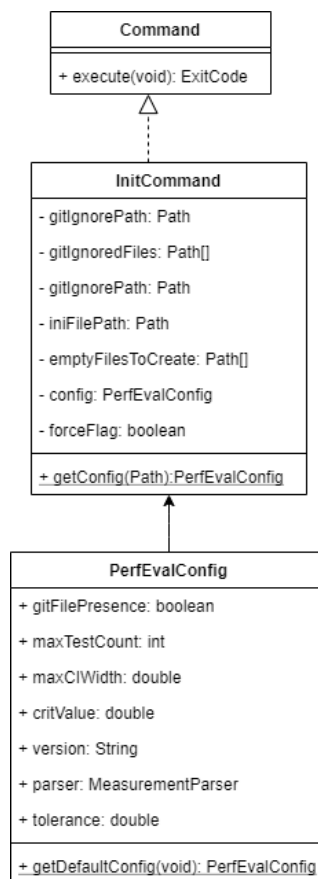 Command
+ execute(void): ExitCode
InitCommand
- gitIgnorePath: Path
- gitIgnoredFiles: Path[]
- gitIgnorePath: Path
- iniFilePath: Path
- emptyFilesToCreate: Path[]
- config: PerfEvalConfig
- forceFlag: boolean
+ getConfig(Path):PerfEvalConfig
PerfEvalConfig
+ gitFilePresence: boolean
+ maxTestCount: int
+ maxCIWidth: double
+ critValue: double
+ version: String
+ parser: MeasurementParser
+ tolerance: double
+ getDefaultConfig(void): PerfEvalConfig